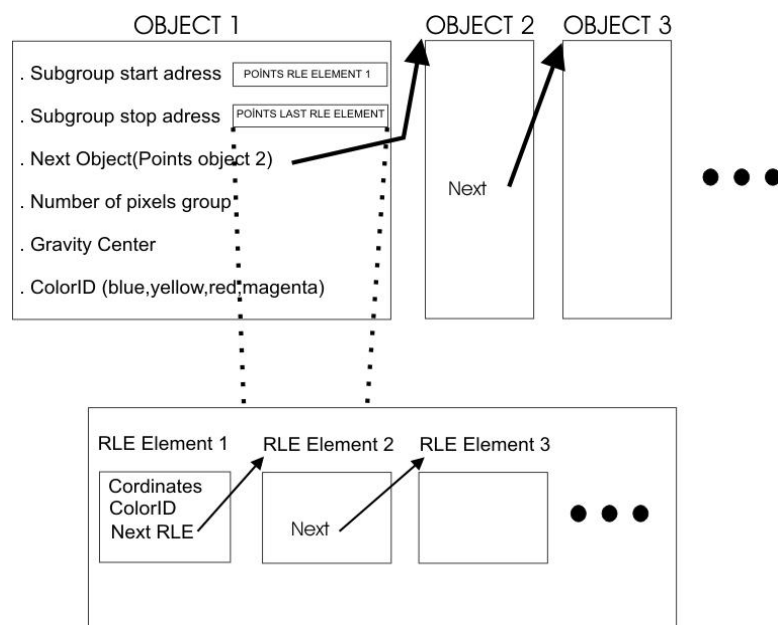 OBJECT 1
OBJECT 2
OBJECT 3
. Subgroup start adress
POİNTS RLE ELEMENT 1
. Subgroup stop adress
POİNTS LAST RLE ELEMENT
. Next Object(Points object 2)
. Number of pixels group
. Gravity Center
. ColorID (blue,yellow,red,magenta)
Next
RLE Element 1
RLE Element 2
RLE Element 3
Cordinates
ColorID
Next RLE
Next